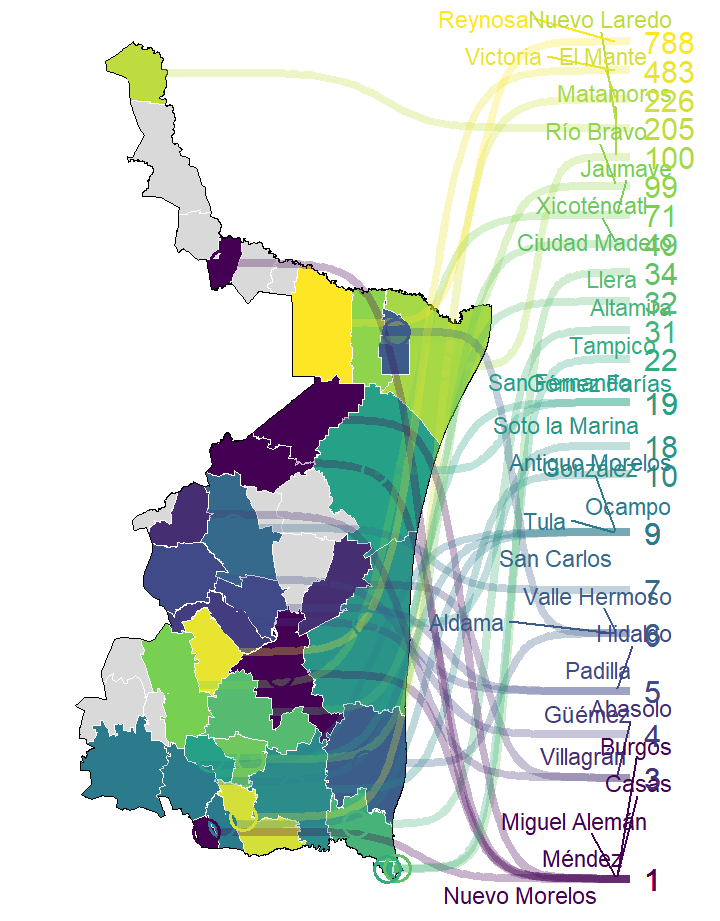 Reynosa
Nuevo Laredo
788
Victoria
El Mante
483
Matamoros
226
Río Bravo
205
100
Jaumave
99
Xicoténcatl
71
Ciudad Madero
49
Llera
34
Altamira
32
31
Tampico
22
San Fernando
Gómez Farías
19
Soto la Marina
18
Antiguo Morelos
González
10
Ocampo
Tula
9
San Carlos
7
Valle Hermoso
Aldama
Hidalgo
6
Padilla
5
Abasolo
Güémez
4
Burgos
Villagrán
3
Casas
Miguel Alemán
Méndez
1
Nuevo Morelos